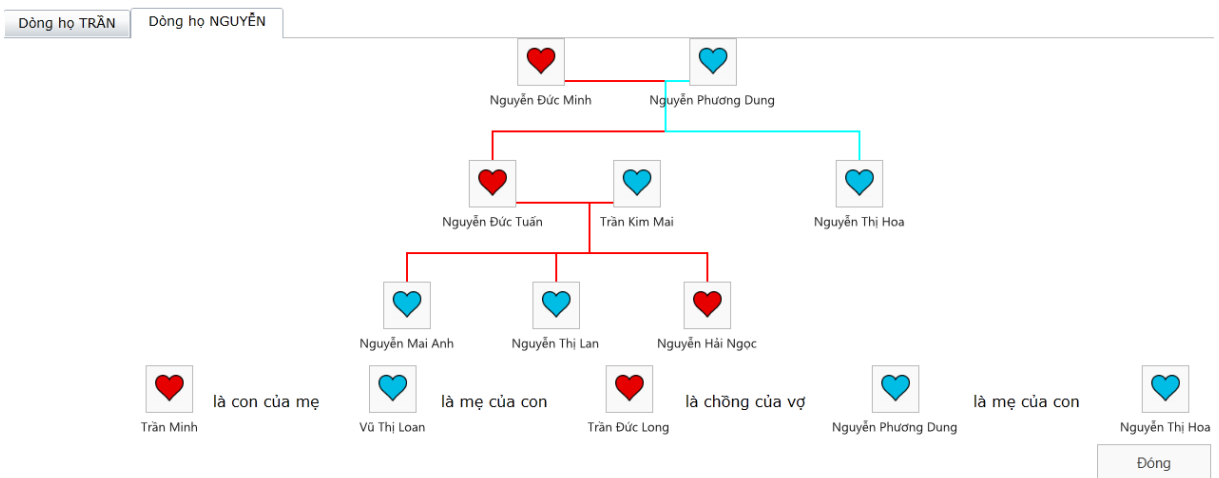 Dòng họ TRẦN Dòng họ NGUYỄN
Nguyễn Đức Minh Nguyễn Phương Dung
Nguyễn Đức Tuấn Trần Kim Mai Nguyễn Thị Hoa
Nguyễn Mai Anh Nguyễn Thị Lan Nguyễn Hải Ngọc
là con của mẹ là mẹ của con là chồng của vợ là mẹ của con
Trần Minh Vũ Thị Loan Trần Đức Long Nguyễn Phương Dung Nguyễn Thị Hoa
Đóng